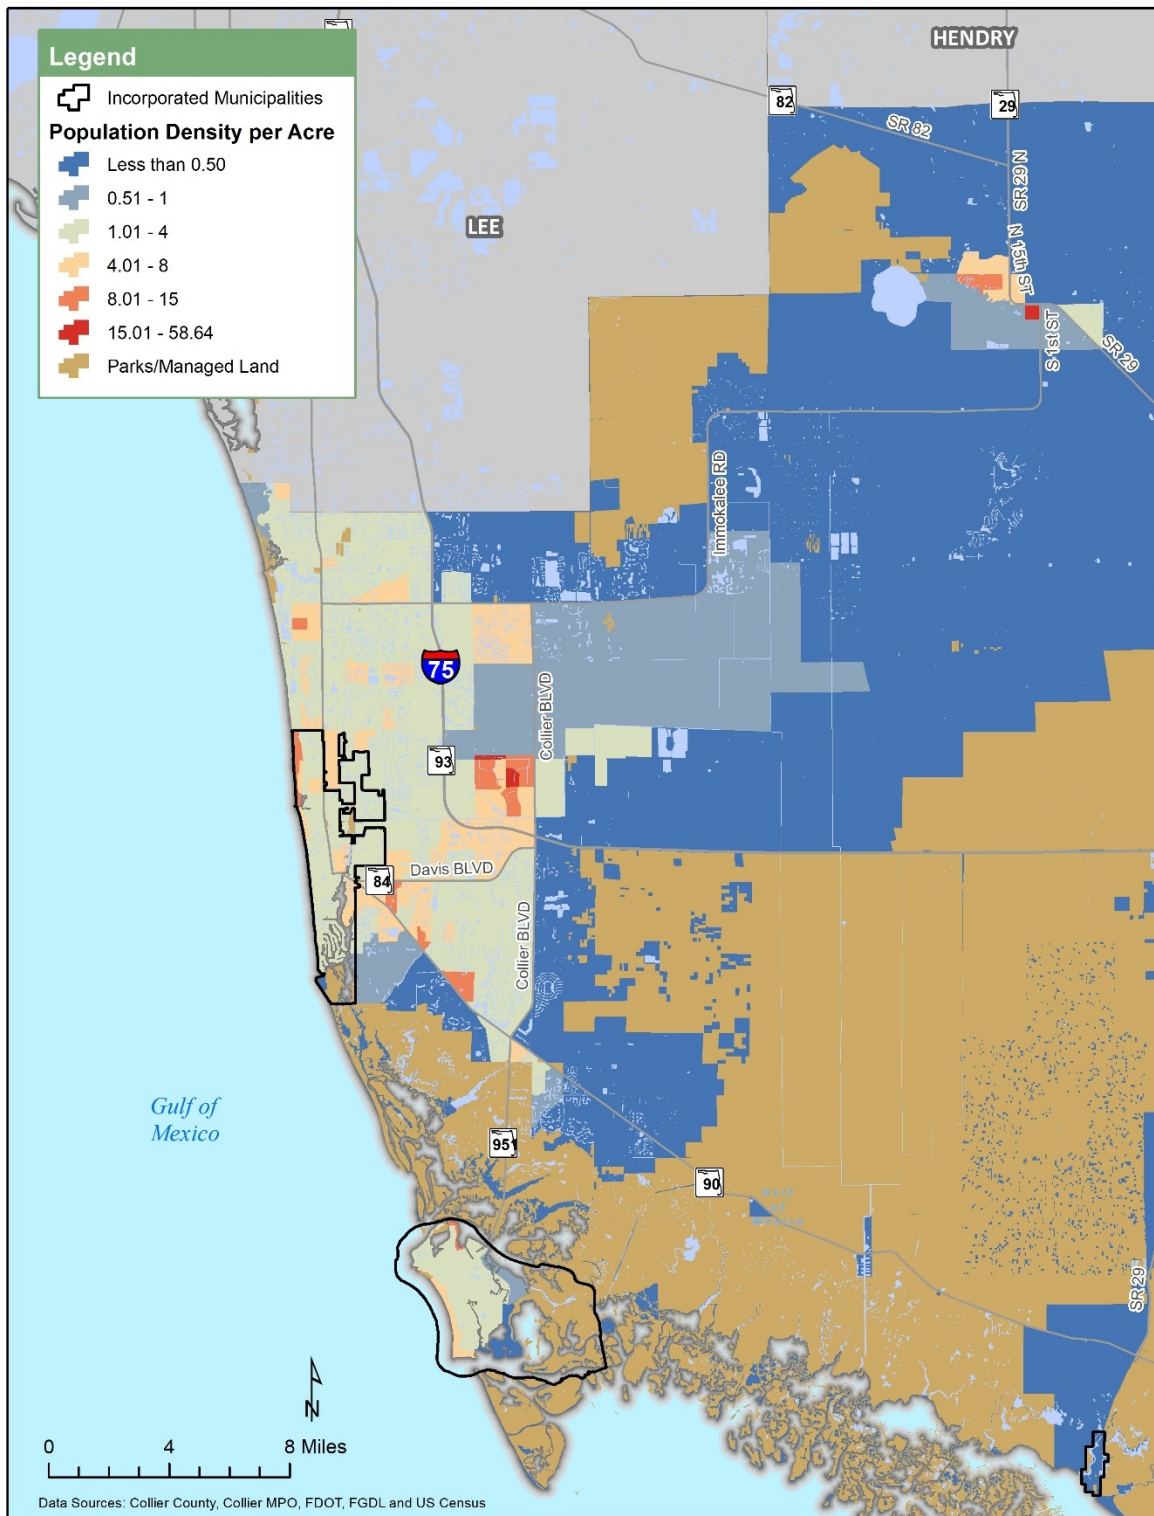 Legend
Incorporated Municipalities
Population Density per Acre
Less than 0.50
0.51 - 1
1.01 - 4
4.01 - 8
8.01 - 15
15.01 - 58.64
Parks/Managed Land
HENDRY
82
29
SR 82
SR 29 N
LEE
N 15th ST
S 1st ST
SR 29
Immokalee RD
75
Collier BLVD
93
Davis BLVD
84
Collier BLVD
Gulf of
Mexico
951
90
Gulf
of
Mexico
SR 29
N
0 4 8 Miles
Data Sources: Collier County, Collier MPO, FDOT, FGDL and US Census